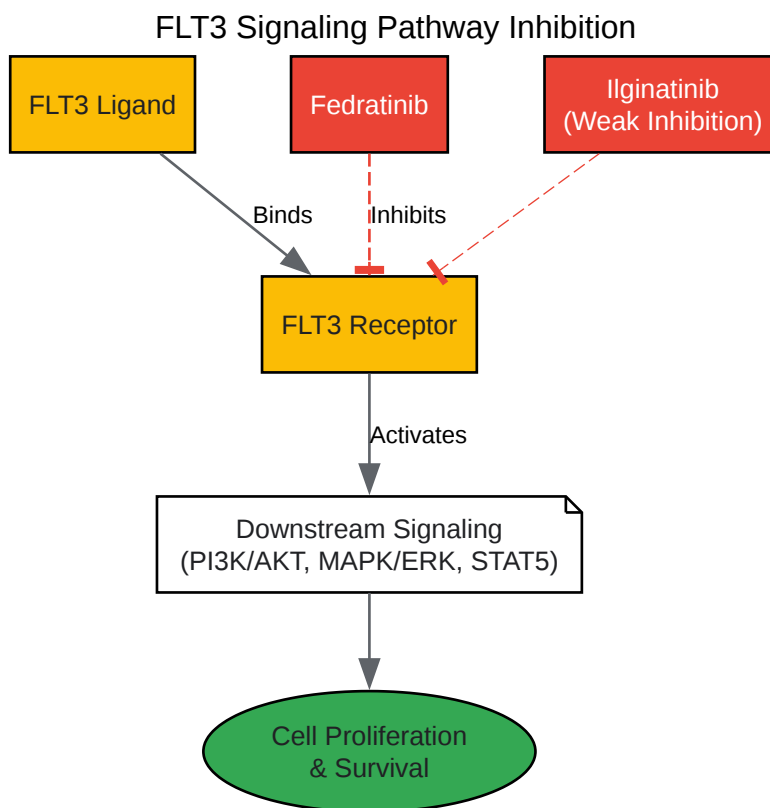 FLT3 Signaling Pathway Inhibition
FLT3 Ligand
Fedratinib
Ilginatinib
(Weak Inhibition)
Binds
Inhibits
FLT3 Receptor
Activates
Downstream Signaling
(PI3K/AKT, MAPK/ERK, STAT5)
Cell Proliferation
& Survival